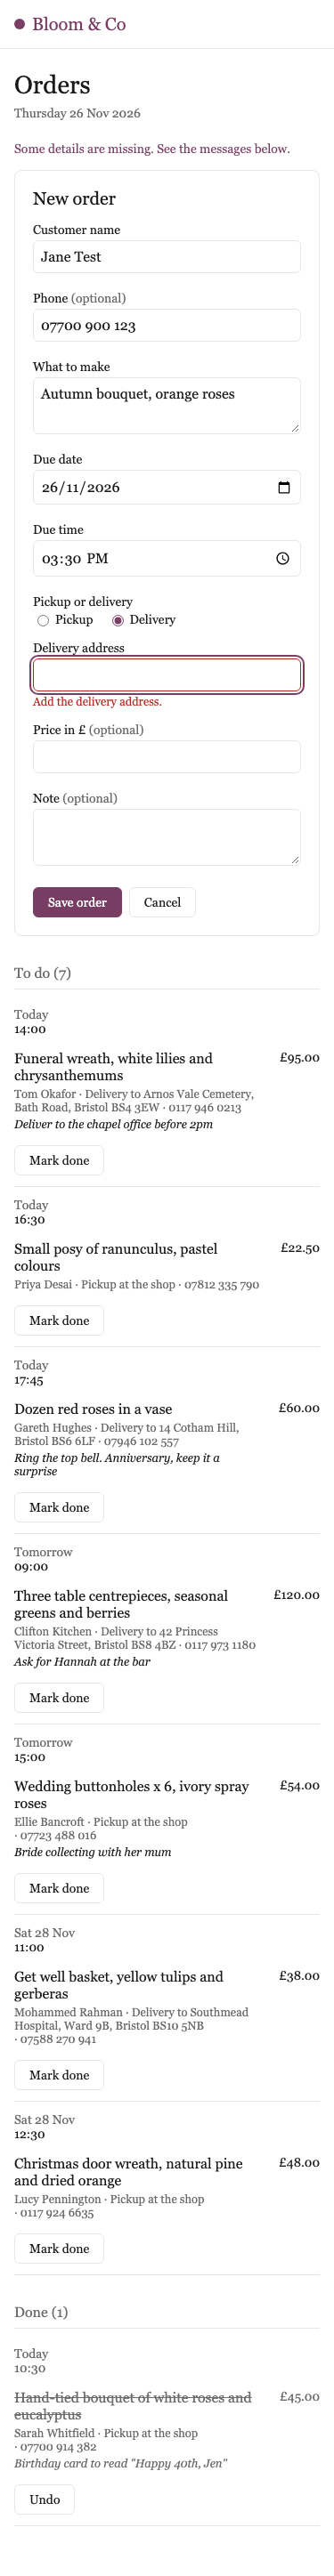 Bloom & Co
Orders
Thursday 26 Nov 2026
Some details are missing. See the messages below.
New order
Customer name
Jane Test
Phone (optional)
07700 900 123
What to make
Autumn bouquet, orange roses
Due date
26/11/2026
Due time
03:30 PM
Pickup or delivery
Pickup Delivery
Delivery address
Add the delivery address.
Price in £ (optional)
Note (optional)
Save order Cancel
To do (7)
Today
14:00
Funeral wreath, white lilies and £95.00
chrysanthemums
Tom Okafor · Delivery to Arnos Vale Cemetery,
Bath Road, Bristol BS4 3EW · 0117 946 0213
Deliver to the chapel office before 2pm
Mark done
Today
16:30
Small posy of ranunculus, pastel £22.50
colours
Priya Desai · Pickup at the shop · 07812 335 790
Mark done
Today
17:45
Dozen red roses in a vase £60.00
Gareth Hughes · Delivery to 14 Cotham Hill,
Bristol BS6 6LF · 07946 102 557
Ring the top bell. Anniversary, keep it a
surprise
Mark done
Tomorrow
09:00
Three table centrepieces, seasonal £120.00
greens and berries
Clifton Kitchen · Delivery to 42 Princess
Victoria Street, Bristol BS8 4BZ · 0117 973 1180
Ask for Hannah at the bar
Mark done
Tomorrow
15:00
Wedding buttonholes x 6, ivory spray £54.00
roses
Ellie Bancroft · Pickup at the shop
· 07723 488 016
Bride collecting with her mum
Mark done
Sat 28 Nov
11:00
Get well basket, yellow tulips and £38.00
gerberas
Mohammed Rahman · Delivery to Southmead
Hospital, Ward 9B, Bristol BS10 5NB
· 07588 270 941
Mark done
Sat 28 Nov
12:30
Christmas door wreath, natural pine £48.00
and dried orange
Lucy Pennington · Pickup at the shop
· 0117 924 6635
Mark done
Done (1)
Today
10:30
Hand-tied bouquet of white roses and £45.00
eucalyptus
Sarah Whitfield · Pickup at the shop
· 07700 914 382
Birthday card to read "Happy 40th, Jen"
Undo